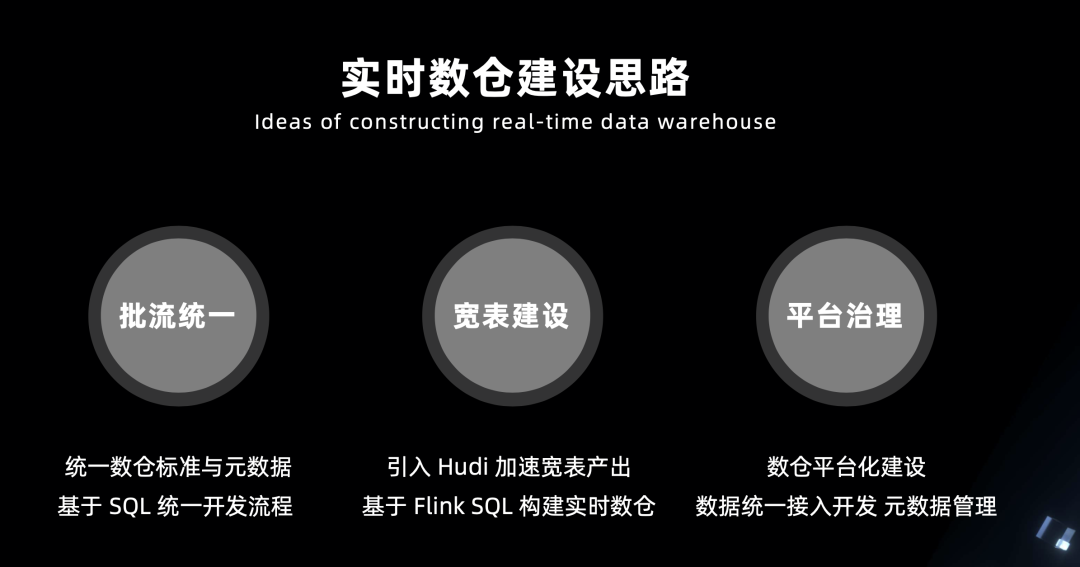 实时数仓建设思路
Ideas of constructing real-time data warehouse
批流统一
宽表建设
平台治理
统一数仓标准与元数据
基于 SQL 统一开发流程
引入 Hudi 加速宽表产出
基于 Flink SQL 构建实时数仓
数仓平台化建设
数据统一接入开发 元数据管理